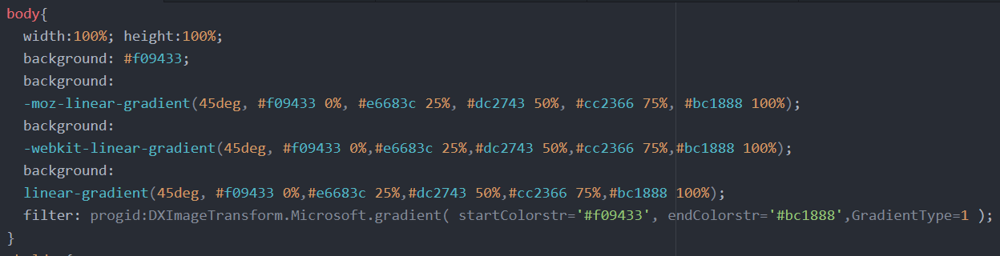 body{
width:100%; height:100%;
background: #f09433;
background:
-moz-linear-gradient(45deg, #f09433 0%, #e6683c 25%, #dc2743 50%, #cc2366 75%, #bc1888 100%);
background:
-webkit-linear-gradient(45deg, #f09433 0%,#e6683c 25%,#dc2743 50%,#cc2366 75%,#bc1888 100%);
background:
linear-gradient(45deg, #f09433 0%,#e6683c 25%,#dc2743 50%,#cc2366 75%,#bc1888 100%);
filter: progid:DXImageTransform.Microsoft.gradient( startColorstr='#f09433', endColorstr='#bc1888',GradientType=1 );
}